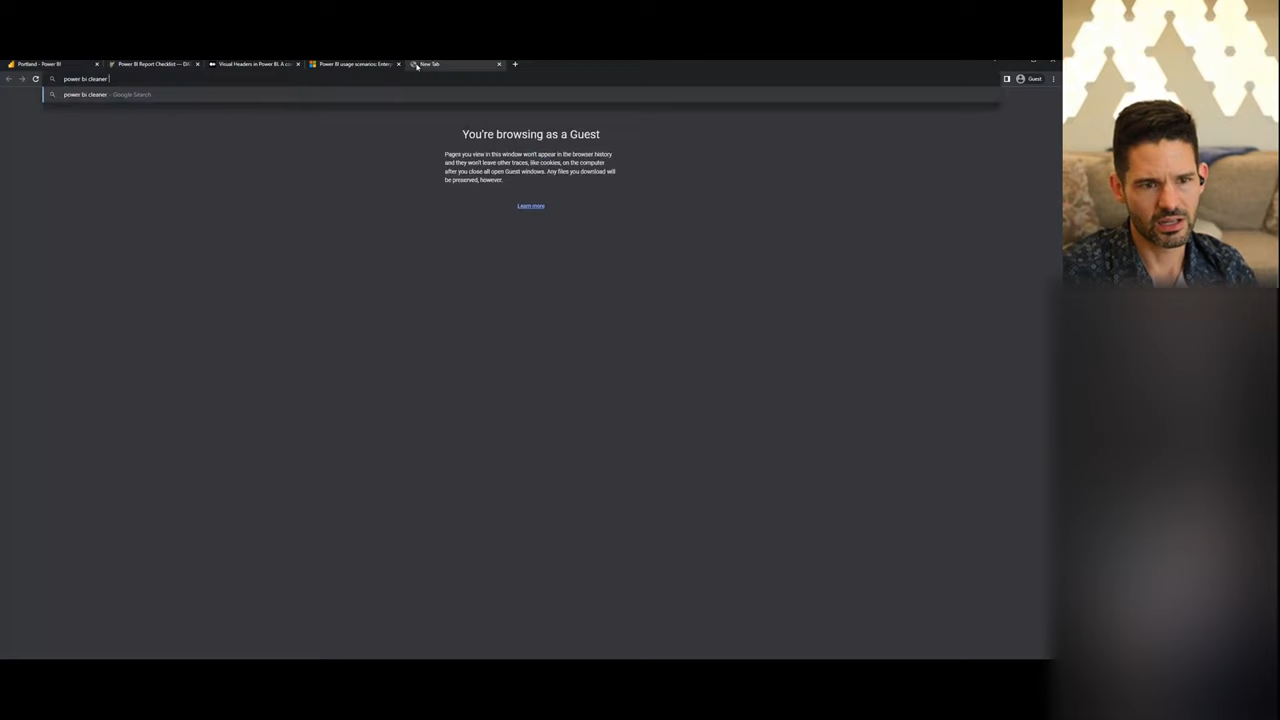 Portland - Power BI
Power BI Report Checklist — DA
Visual Headers in Power BI. A co
Power BI usage scenarios: Enterp
New Tab
power bi cleaner
Guest
power bi cleaner - Google Search
You're browsing as a Guest
Pages you view in this window won't appear in the browser history
and they won't leave other traces, like cookies, on the computer
after you close all open Guest windows. Any files you download will
be preserved, however.
Learn more